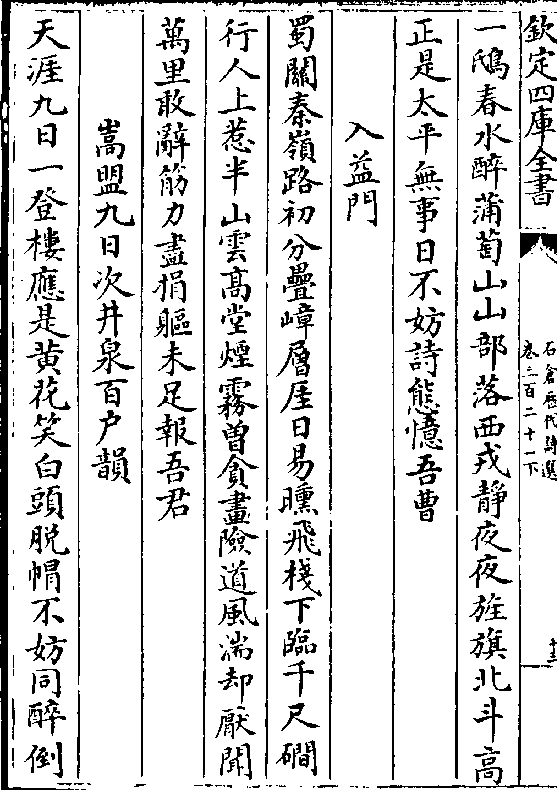 欽定四庫全書
石倉歷代詩選
卷三百二十一下
十三
一鴟春水醉蒲萄山山部落西戎靜夜夜旌旗北斗高
正是太平無事日不妨詩態憶吾曹
入益門
蜀關秦嶺路初分疊嶂層厓日易曛飛棧下臨千尺磵
行人上惹半山雲高堂煙霧曾貪畫險道風湍却厭聞
萬里敢辭筋力盡捐軀未足報吾君
嵩盟九日次井泉百户韻
天涯九日一登樓應是黄花笑白頭脱帽不妨同醉倒